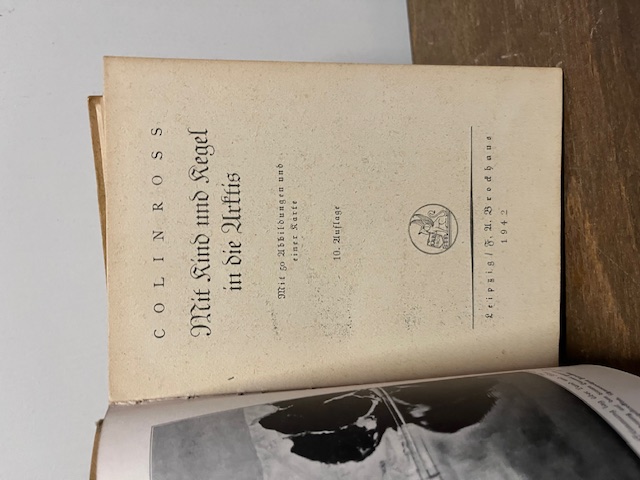 COLIN ROSS
Mit Kind und Kegel
in die Arktis
Mit 50 Abbildungen und
einer Karte
10. Auflage
Leipzig / F. A. Brockhaus
1942